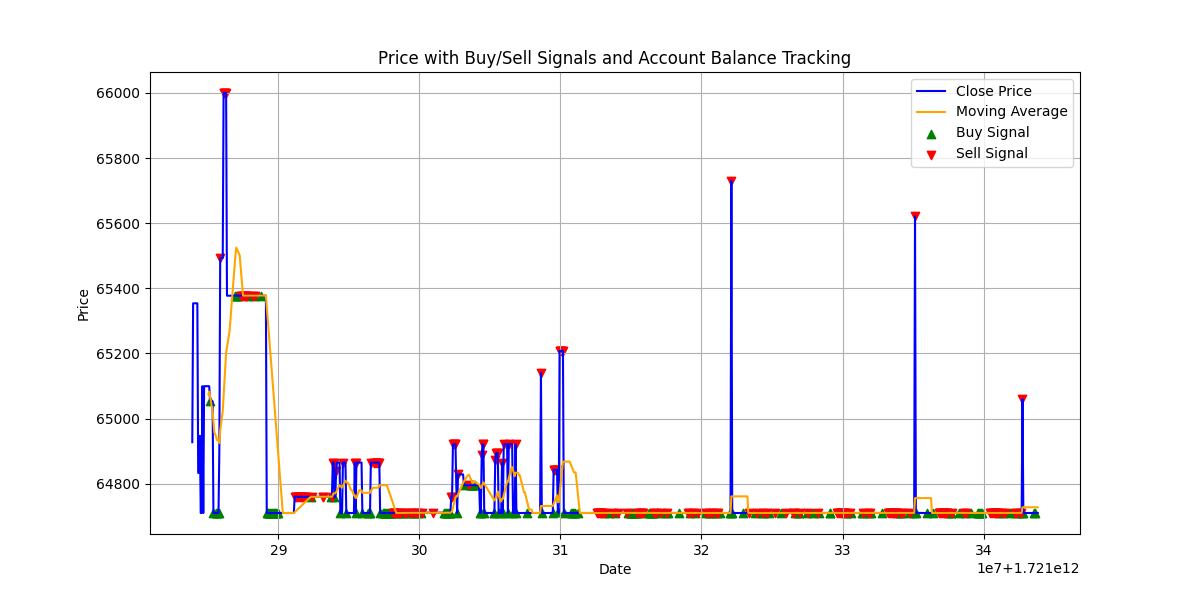 Price with Buy/Sell Signals and Account Balance Tracking
Close Price
Moving Average
Buy Signal
Sell Signal
66000
65800
65600
65400
65200
65000
64800
Price
29
30
31
32
33
34
Date
1e7+1.721e12